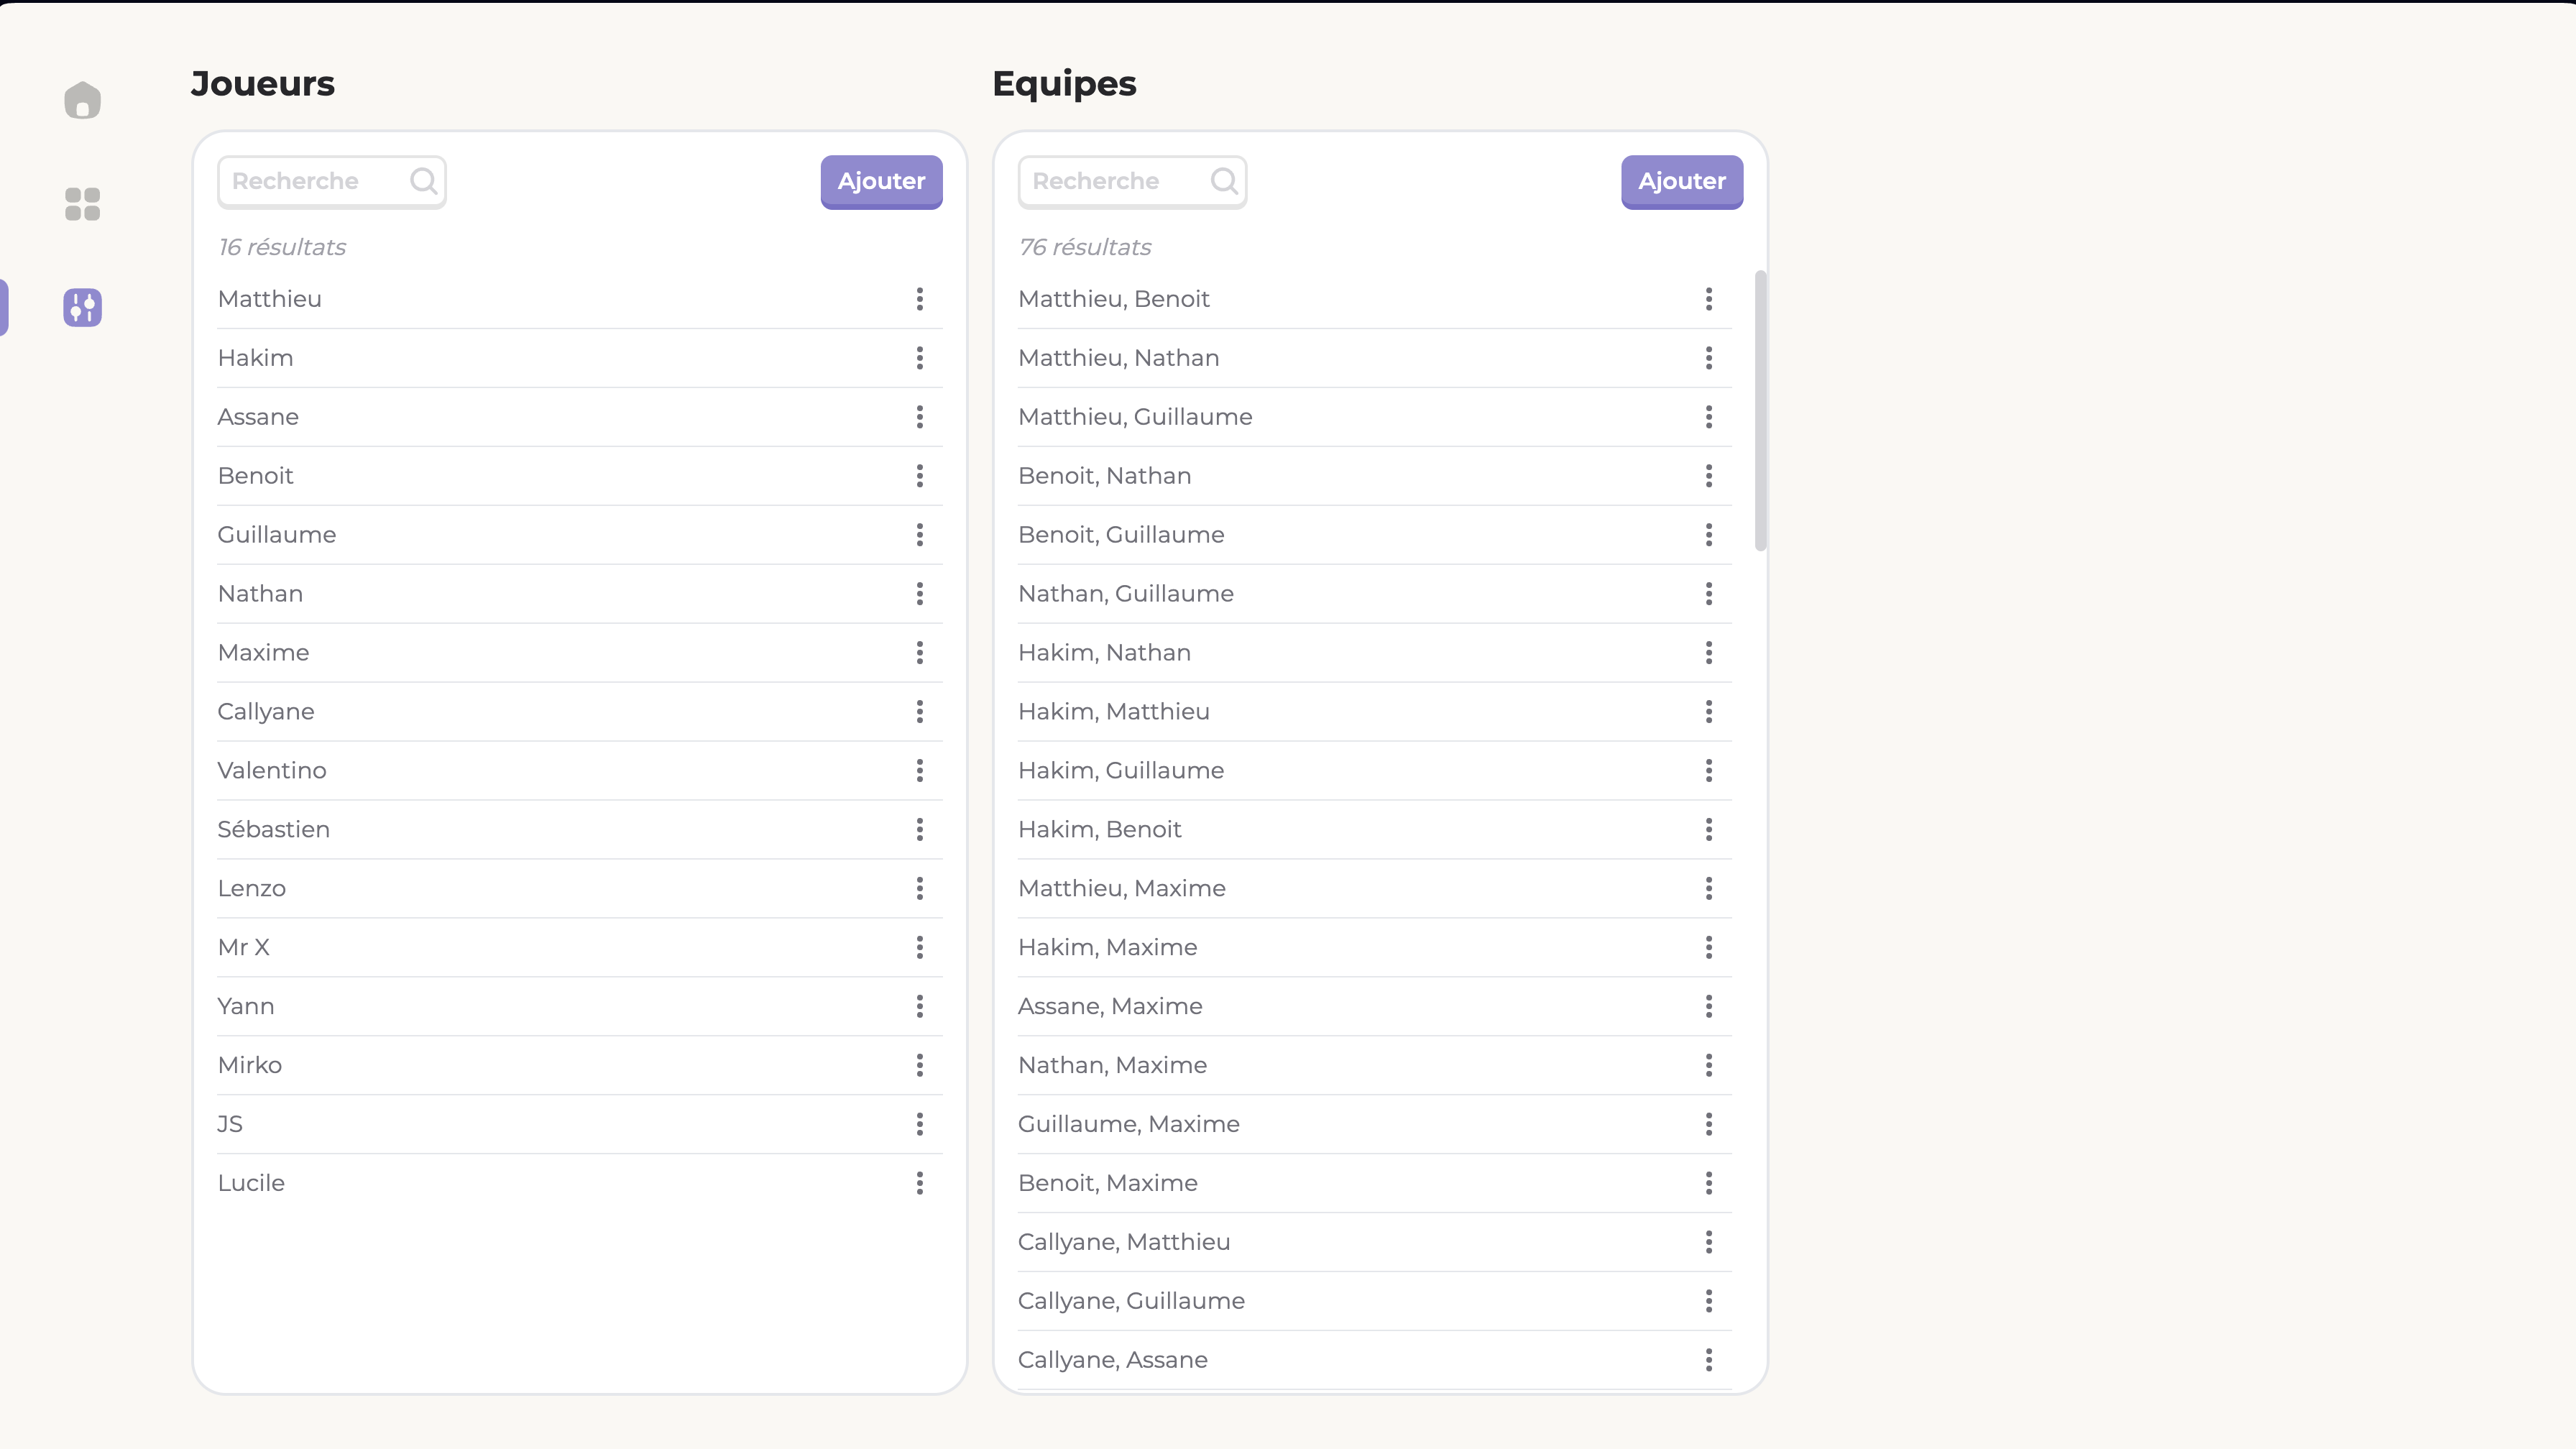 Joueurs
Recherche
Ajouter
16 résultats
Matthieu
Hakim
Assane
Benoit
Guillaume
Nathan
Maxime
Callyane
Valentino
Sébastien
Lenzo
Mr X
Yann
Mirko
JS
Lucile
Equipes
Recherche
Ajouter
76 résultats
Matthieu, Benoit
Matthieu, Nathan
Matthieu, Guillaume
Benoit, Nathan
Benoit, Guillaume
Nathan, Guillaume
Hakim, Nathan
Hakim, Matthieu
Hakim, Guillaume
Hakim, Benoit
Matthieu, Maxime
Hakim, Maxime
Assane, Maxime
Nathan, Maxime
Guillaume, Maxime
Benoit, Maxime
Callyane, Matthieu
Callyane, Guillaume
Callyane, Assane